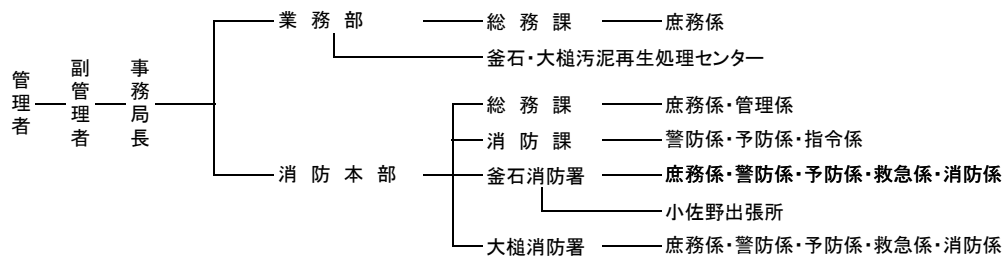 管理者
副管理者
事務局長
業務部 総務課 庶務係
釜石・大槌汚泥再生処理センター
消防本部
総務課 庶務係・管理係
消防課 警防係・予防係・指令係
釜石消防署 庶務係・警防係・予防係・救急係・消防係
小佐野出張所
大槌消防署 庶務係・警防係・予防係・救急係・消防係